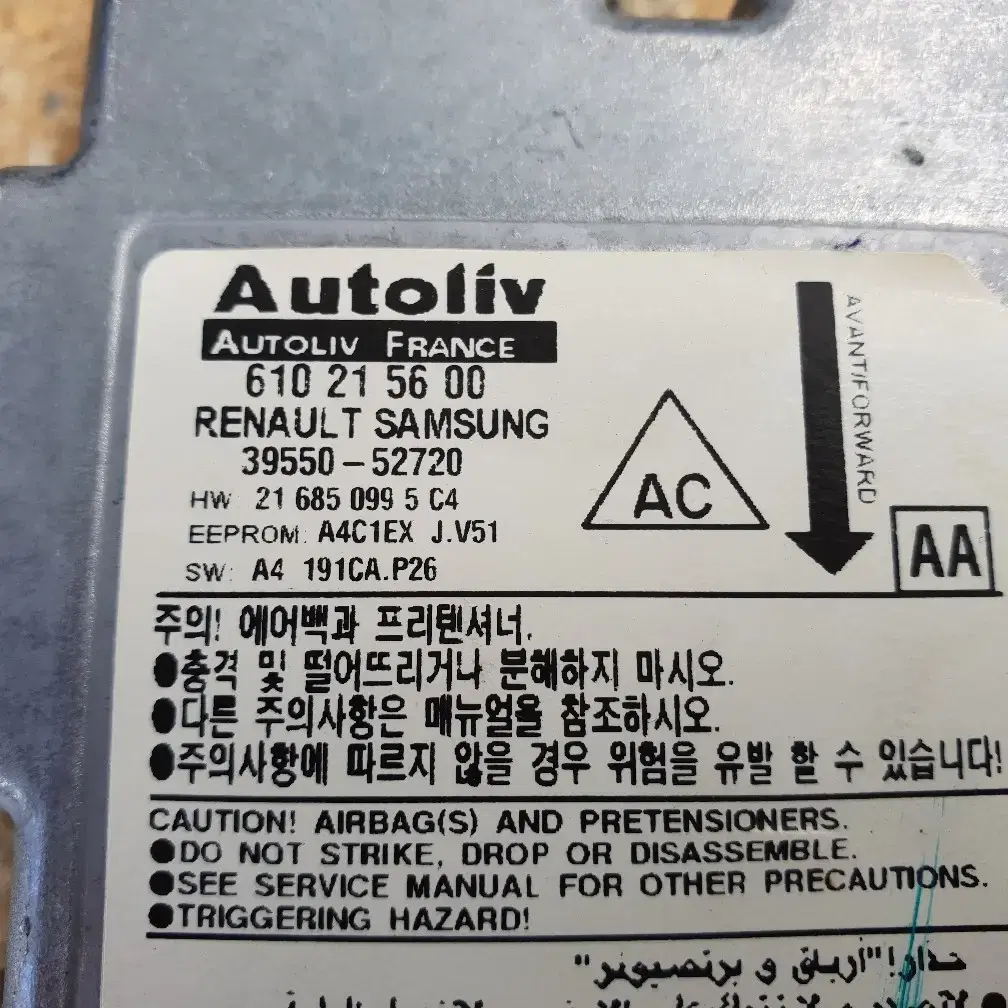 Autoliv
AUTOLIV FRANCE
610 21 56 00
RENAULT SAMSUNG
39550-52720
HW: 21 685 099 5 C4
EEPROM: A4C1EX J.V51
SW: A4 191CA.P26
AC
AVANT/FORWARD
AA
주의! 에어백과 프리텐셔너.
●충격 및 떨어뜨리거나 분해하지 마시오.
●다른 주의사항은 매뉴얼을 참조하시오.
●주의사항에 따르지 않을 경우 위험을 유발 할 수 있습니다!
CAUTION! AIRBAG(S) AND PRETENSIONERS.
●DO NOT STRIKE, DROP OR DISASSEMBLE.
●SEE SERVICE MANUAL FOR OTHER PRECAUTIONS.
●TRIGGERING HAZARD!
حذار! "أرباق و برتنصيونر"